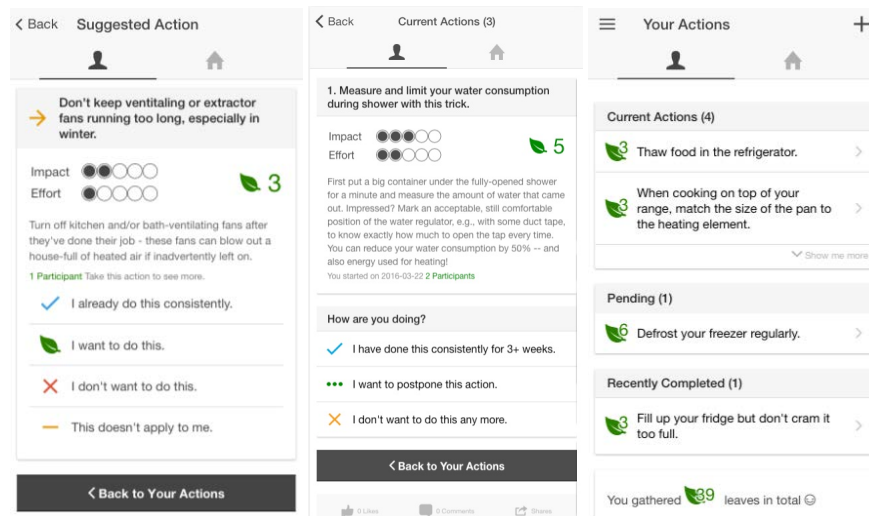 Back Suggested Action
Don't keep ventitaling or extractor
fans running too long, especially in
winter.
Impact
Effort
3
Turn off kitchen and/or bath-ventilating fans after
they've done their job - these fans can blow out a
house-full of heated air if inadvertently left on.
1 Participant Take this action to see more.
I already do this consistently.
I want to do this.
I don't want to do this.
This doesn't apply to me.
Back to Your Actions
Back Current Actions (3)
1. Measure and limit your water consumption
during shower with this trick.
Impact
Effort
5
First put a big container under the fully-opened shower
for a minute and measure the amount of water that came
out. Impressed? Mark an acceptable, still comfortable
position of the water regulator, e.g., with some duct tape,
to know exactly how much to open the tap every time.
You can reduce your water consumption by 50% -- and
also energy used for heating!
You started on 2016-03-22 2 Participants
How are you doing?
I have done this consistently for 3+ weeks.
I want to postpone this action.
I don't want to do this any more.
Back to Your Actions
0 Likes 0 Comments Shares
Your Actions
Current Actions (4)
3 Thaw food in the refrigerator.
When cooking on top of your
3 range, match the size of the pan to
the heating element.
Show me more
Pending (1)
6 Defrost your freezer regularly.
Recently Completed (1)
3 Fill up your fridge but don't cram it
too full.
You gathered 39 leaves in total